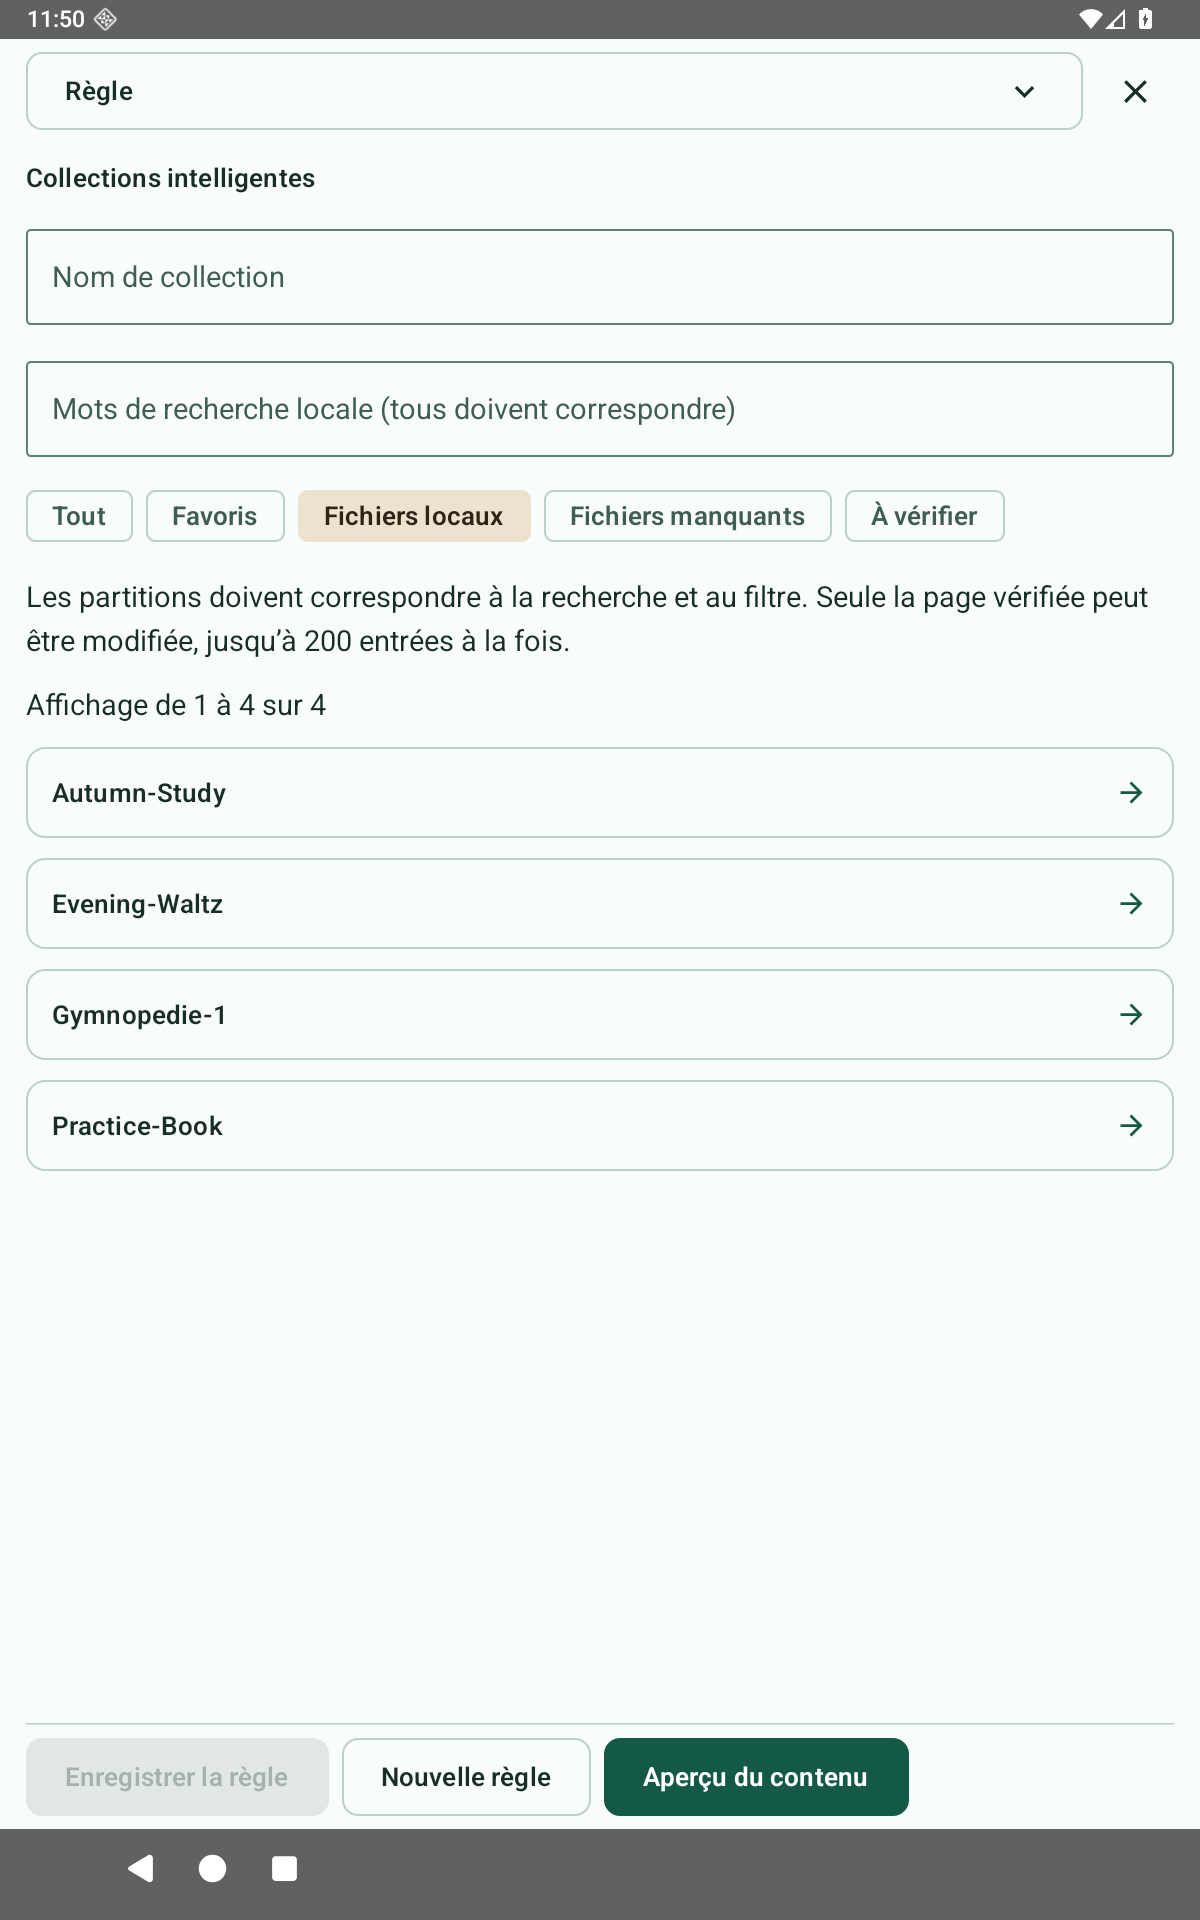 11:50
Règle
Collections intelligentes
Nom de collection
Mots de recherche locale (tous doivent correspondre)
Tout Favoris Fichiers locaux Fichiers manquants À vérifier
Les partitions doivent correspondre à la recherche et au filtre. Seule la page vérifiée peut
être modifiée, jusqu’à 200 entrées à la fois.
Affichage de 1 à 4 sur 4
Autumn-Study
Evening-Waltz
Gymnopedie-1
Practice-Book
Enregistrer la règle Nouvelle règle Aperçu du contenu